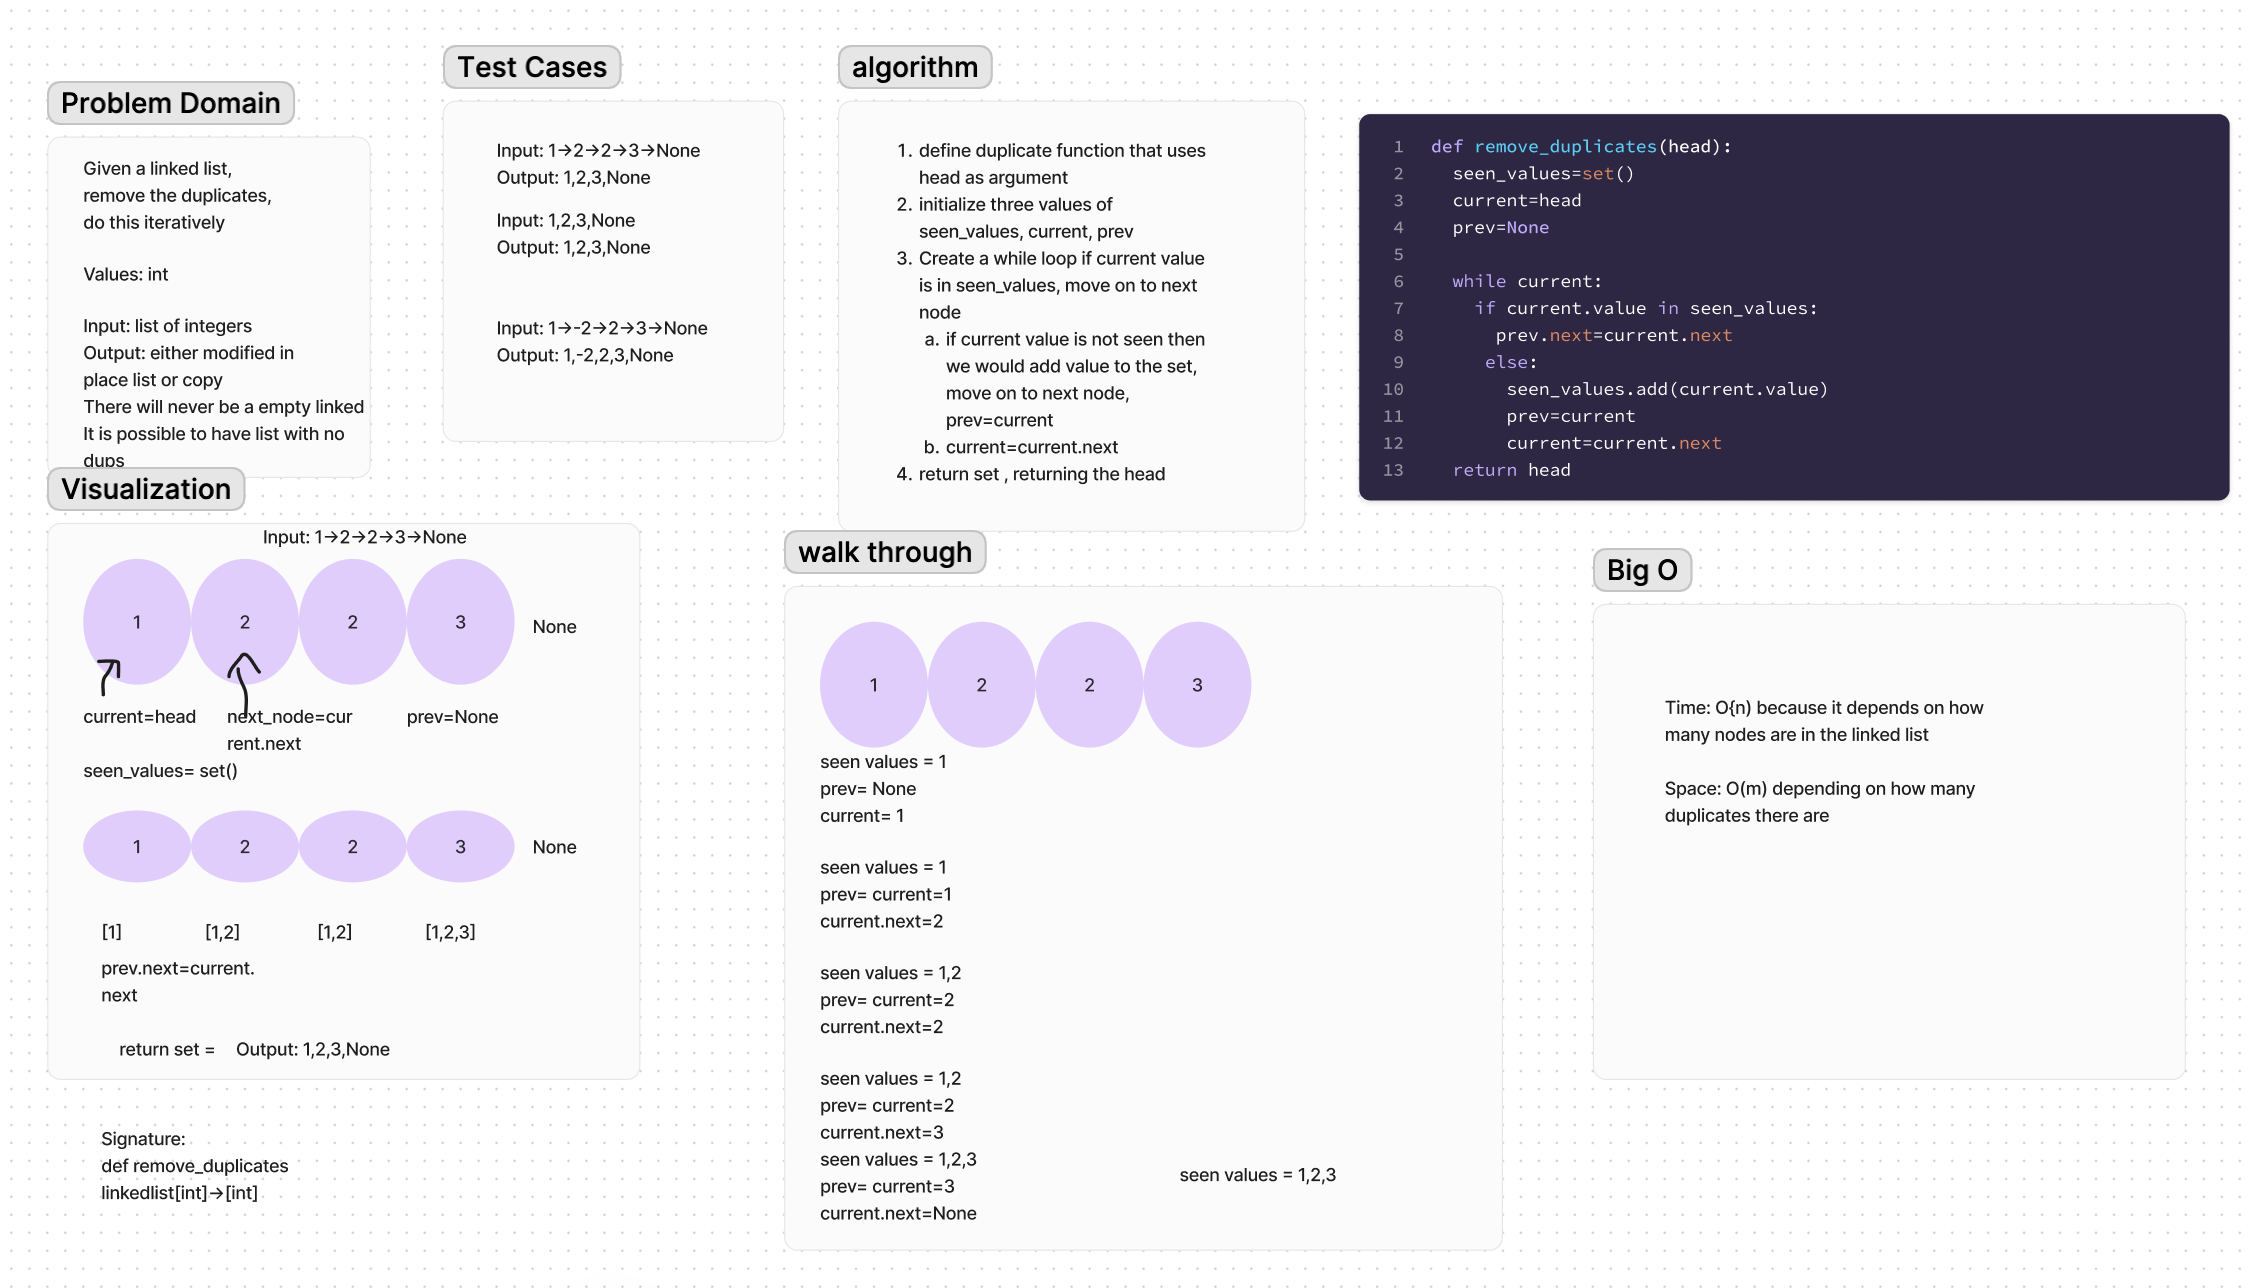 Problem Domain
Given a linked list,
remove the duplicates,
do this iteratively
Values: int
Input: list of integers
Output: either modified in
place list or copy
There will never be a empty linked
It is possible to have list with no
dups
Test Cases
Input: 1→2→2→3→None
Output: 1,2,3,None
Input: 1,2,3,None
Output: 1,2,3,None
Input: 1→-2→2→3→None
Output: 1,-2,2,3,None
algorithm
1. define duplicate function that uses
head as argument
2. initialize three values of
seen_values, current, prev
3. Create a while loop if current value
is in seen_values, move on to next
node
a. if current value is not seen then
we would add value to the set,
move on to next node,
prev=current
b. current=current.next
4. return set , returning the head
1 def remove_duplicates(head):
2 seen_values=set()
3 current=head
4 prev=None
5
6 while current:
7 if current.value in seen_values:
8 prev.next=current.next
9 else:
10 seen_values.add(current.value)
11 prev=current
12 current=current.next
13 return head
Visualization
Input: 1→2→2→3→None
1 2 2 3 None
current=head
next_node=cur
rent.next
prev=None
seen_values= set()
1 2 2 3 None
[1] [1,2] [1,2] [1,2,3]
prev.next=current.
next
return set = Output: 1,2,3,None
Signature:
def remove_duplicates
linkedlist[int]→[int]
walk through
1 2 2 3
seen values = 1
prev= None
current= 1
seen values = 1
prev= current=1
current.next=2
seen values = 1,2
prev= current=2
current.next=2
seen values = 1,2
prev= current=2
current.next=3
seen values = 1,2,3
prev= current=3
current.next=None
seen values = 1,2,3
Big O
Time: O{n) because it depends on how
many nodes are in the linked list
Space: O(m) depending on how many
duplicates there are